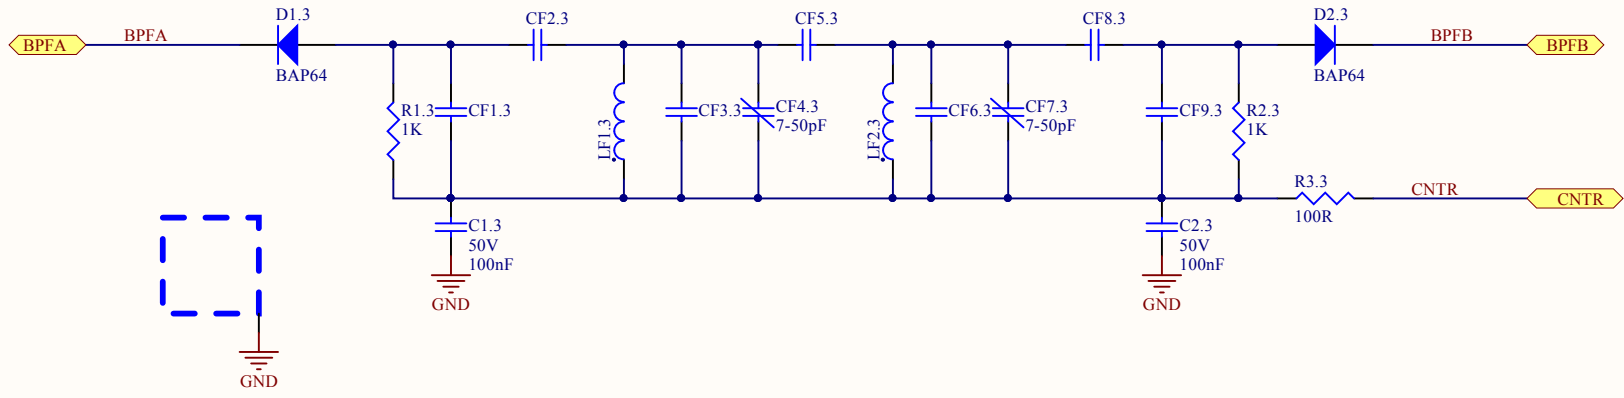 D1.3
CF2.3
CF5.3
CF8.3
D2.3
BPFA
BPFA
BPFB
BPFB
BAP64
BAP64
R1.3
1K
CF1.3
LF1.3
CF3.3
CF4.3
7-50pF
LF2.3
CF6.3
CF7.3
7-50pF
CF9.3
R2.3
1K
R3.3
100R
CNTR
CNTR
C1.3
50V
100nF
GND
C2.3
50V
100nF
GND
GND